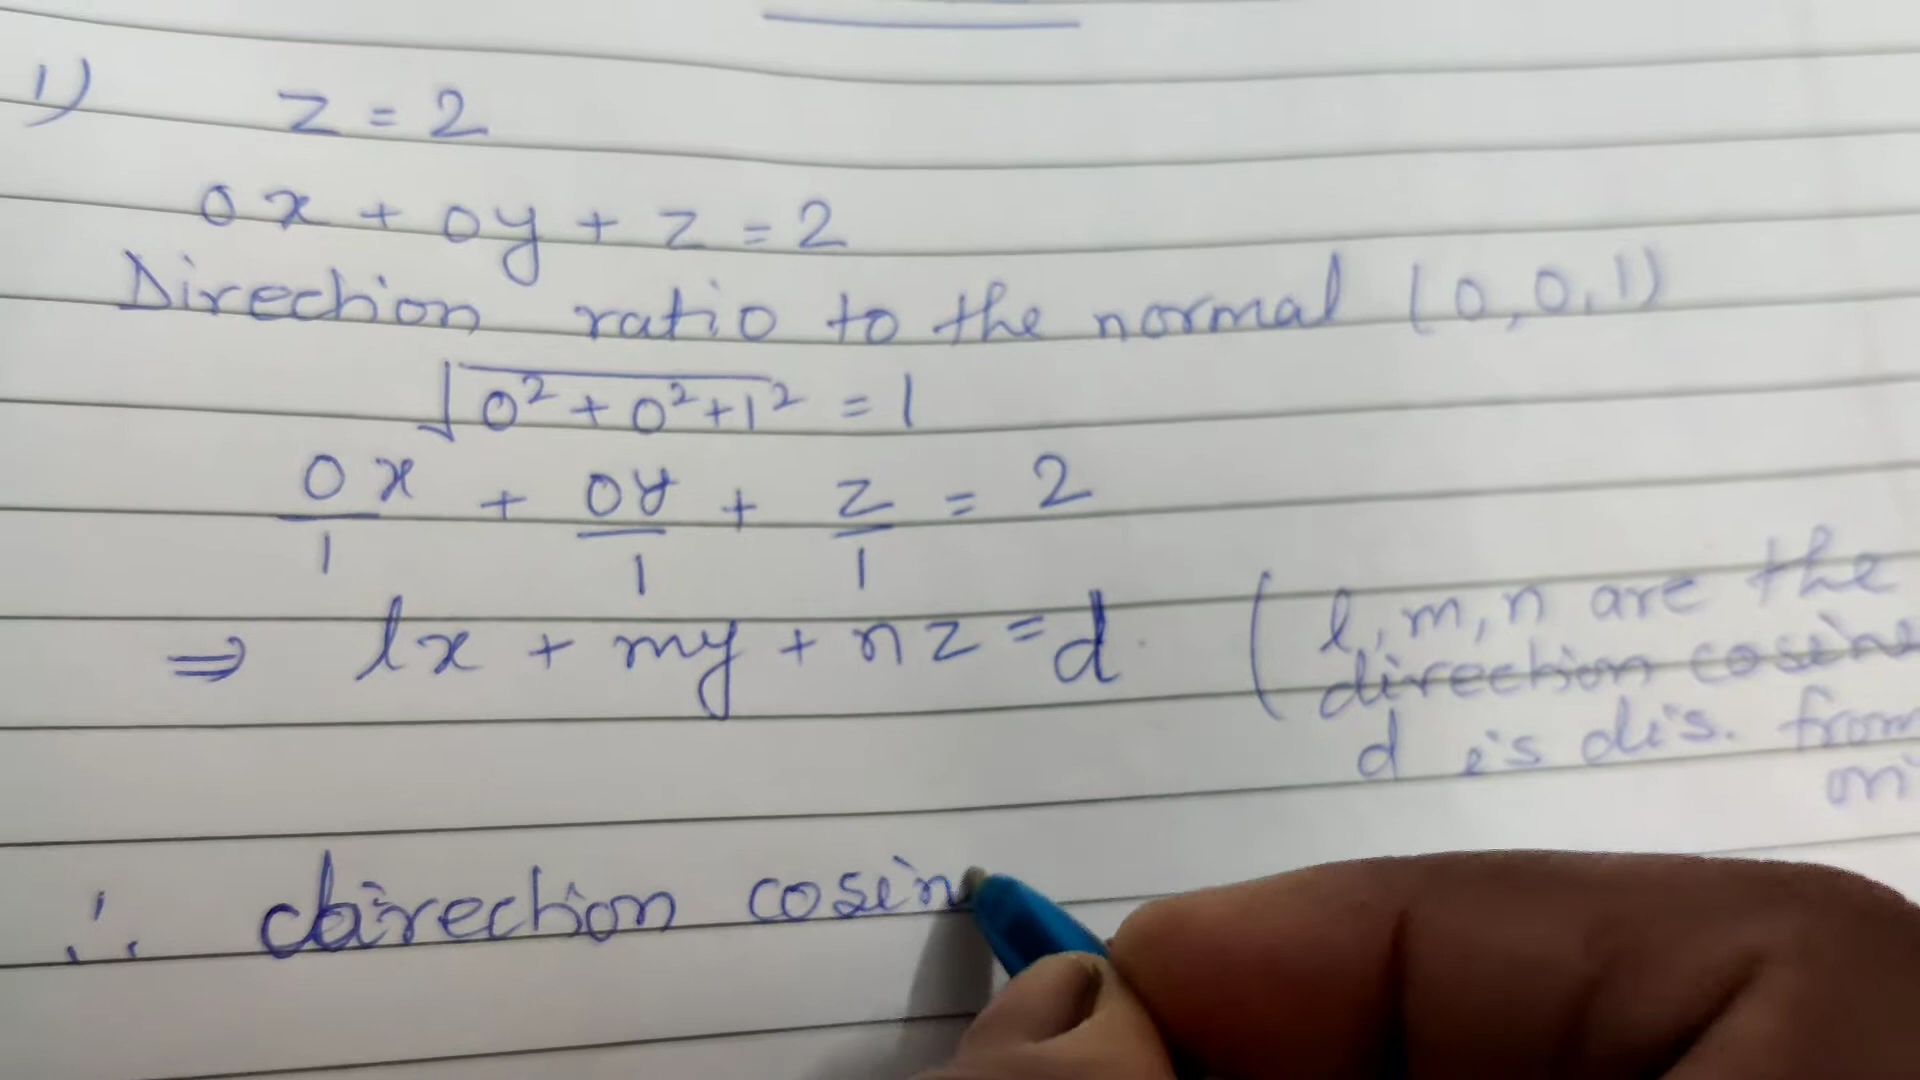 1) z = 2
0x + 0y + z = 2
Direction ratio to the normal (0,0,1)
√0² + 0² + 1² = 1
0x/1 + 0y/1 + z/1 = 2
⇒ lx + my + nz = d. (l, m, n are the
direction cosine
d is dis. from
∴ direction cosin